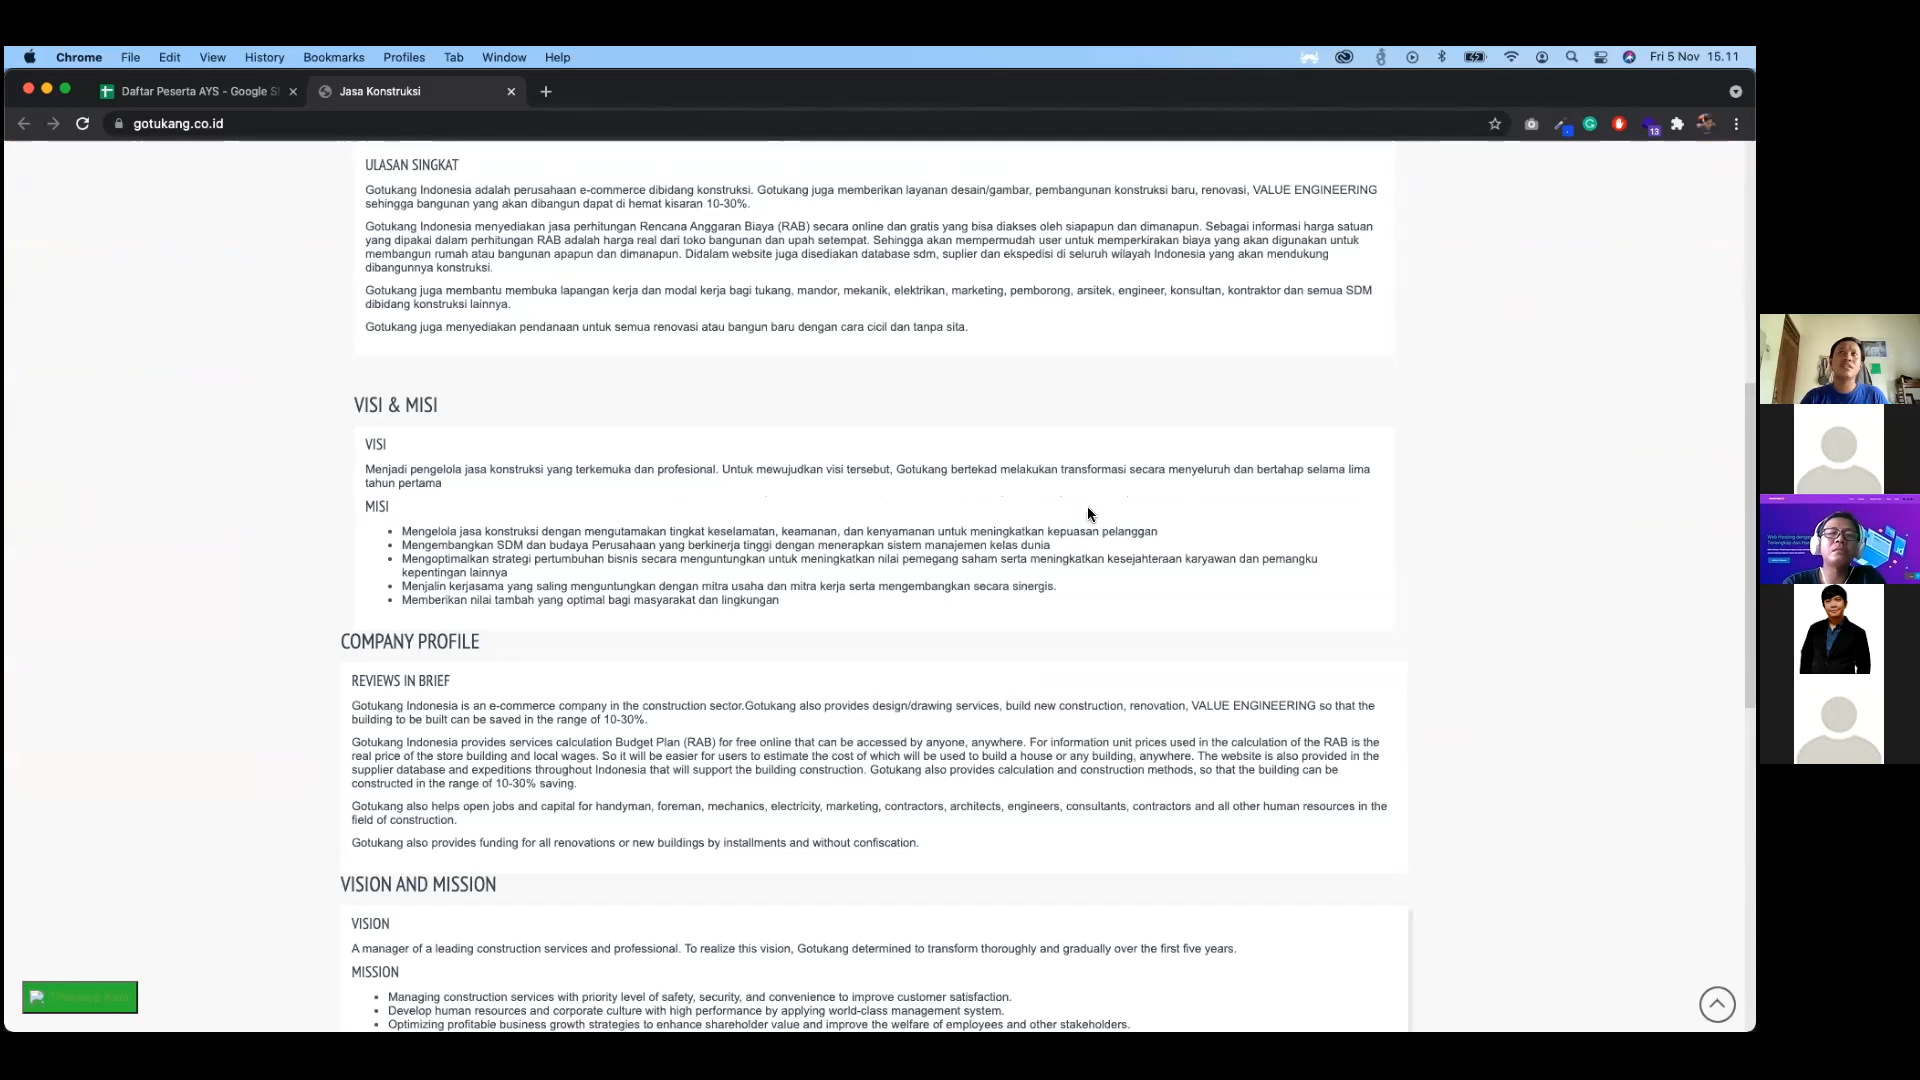 Chrome File Edit View History Bookmarks Profiles Tab Window Help Fri 5 Nov 15.11
Daftar Peserta AYS - Google S Jasa Konstruksi
gotukang.co.id 13
ULASAN SINGKAT
Gotukang Indonesia adalah perusahaan e-commerce dibidang konstruksi. Gotukang juga memberikan layanan desain/gambar, pembangunan konstruksi baru, renovasi, VALUE ENGINEERING
sehingga bangunan yang akan dibangun dapat di hemat kisaran 10-30%.
Gotukang Indonesia menyediakan jasa perhitungan Rencana Anggaran Biaya (RAB) secara online dan gratis yang bisa diakses oleh siapapun dan dimanapun. Sebagai informasi harga satuan
yang dipakai dalam perhitungan RAB adalah harga real dari toko bangunan dan upah setempat. Sehingga akan mempermudah user untuk memperkirakan biaya yang akan digunakan untuk
membangun rumah atau bangunan apapun dan dimanapun. Didalam website juga disediakan database sdm, suplier dan ekspedisi di seluruh wilayah Indonesia yang akan mendukung
dibangunnya konstruksi.
Gotukang juga membantu membuka lapangan kerja dan modal kerja bagi tukang, mandor, mekanik, elektrikan, marketing, pemborong, arsitek, engineer, konsultan, kontraktor dan semua SDM
dibidang konstruksi lainnya.
Gotukang juga menyediakan pendanaan untuk semua renovasi atau bangun baru dengan cara cicil dan tanpa sita.
VISI & MISI
VISI
Menjadi pengelola jasa konstruksi yang terkemuka dan profesional. Untuk mewujudkan visi tersebut, Gotukang bertekad melakukan transformasi secara menyeluruh dan bertahap selama lima
tahun pertama
MISI
Mengelola jasa konstruksi dengan mengutamakan tingkat keselamatan, keamanan, dan kenyamanan untuk meningkatkan kepuasan pelanggan
Mengembangkan SDM dan budaya Perusahaan yang berkinerja tinggi dengan menerapkan sistem manajemen kelas dunia
Mengoptimalkan strategi pertumbuhan bisnis secara menguntungkan untuk meningkatkan nilai pemegang saham serta meningkatkan kesejahteraan karyawan dan pemangku
kepentingan lainnya
Menjalin kerjasama yang saling menguntungkan dengan mitra usaha dan mitra kerja serta mengembangkan secara sinergis.
Memberikan nilai tambah yang optimal bagi masyarakat dan lingkungan
COMPANY PROFILE
REVIEWS IN BRIEF
Gotukang Indonesia is an e-commerce company in the construction sector.Gotukang also provides design/drawing services, build new construction, renovation, VALUE ENGINEERING so that the
building to be built can be saved in the range of 10-30%.
Gotukang Indonesia provides services calculation Budget Plan (RAB) for free online that can be accessed by anyone, anywhere. For information unit prices used in the calculation of the RAB is the
real price of the store building and local wages. So it will be easier for users to estimate the cost of which will be used to build a house or any building, anywhere. The website is also provided in the
supplier database and expeditions throughout Indonesia that will support the building construction. Gotukang also provides calculation and construction methods, so that the building can be
constructed in the range of 10-30% saving.
Gotukang also helps open jobs and capital for handyman, foreman, mechanics, electricity, marketing, contractors, architects, engineers, consultants, contractors and all other human resources in the
field of construction.
Gotukang also provides funding for all renovations or new buildings by installments and without confiscation.
VISION AND MISSION
VISION
A manager of a leading construction services and professional. To realize this vision, Gotukang determined to transform thoroughly and gradually over the first five years.
MISSION
Managing construction services with priority level of safety, security, and convenience to improve customer satisfaction.
Develop human resources and corporate culture with high performance by applying world-class management system.
Optimizing profitable business growth strategies to enhance shareholder value and improve the welfare of employees and other stakeholders.